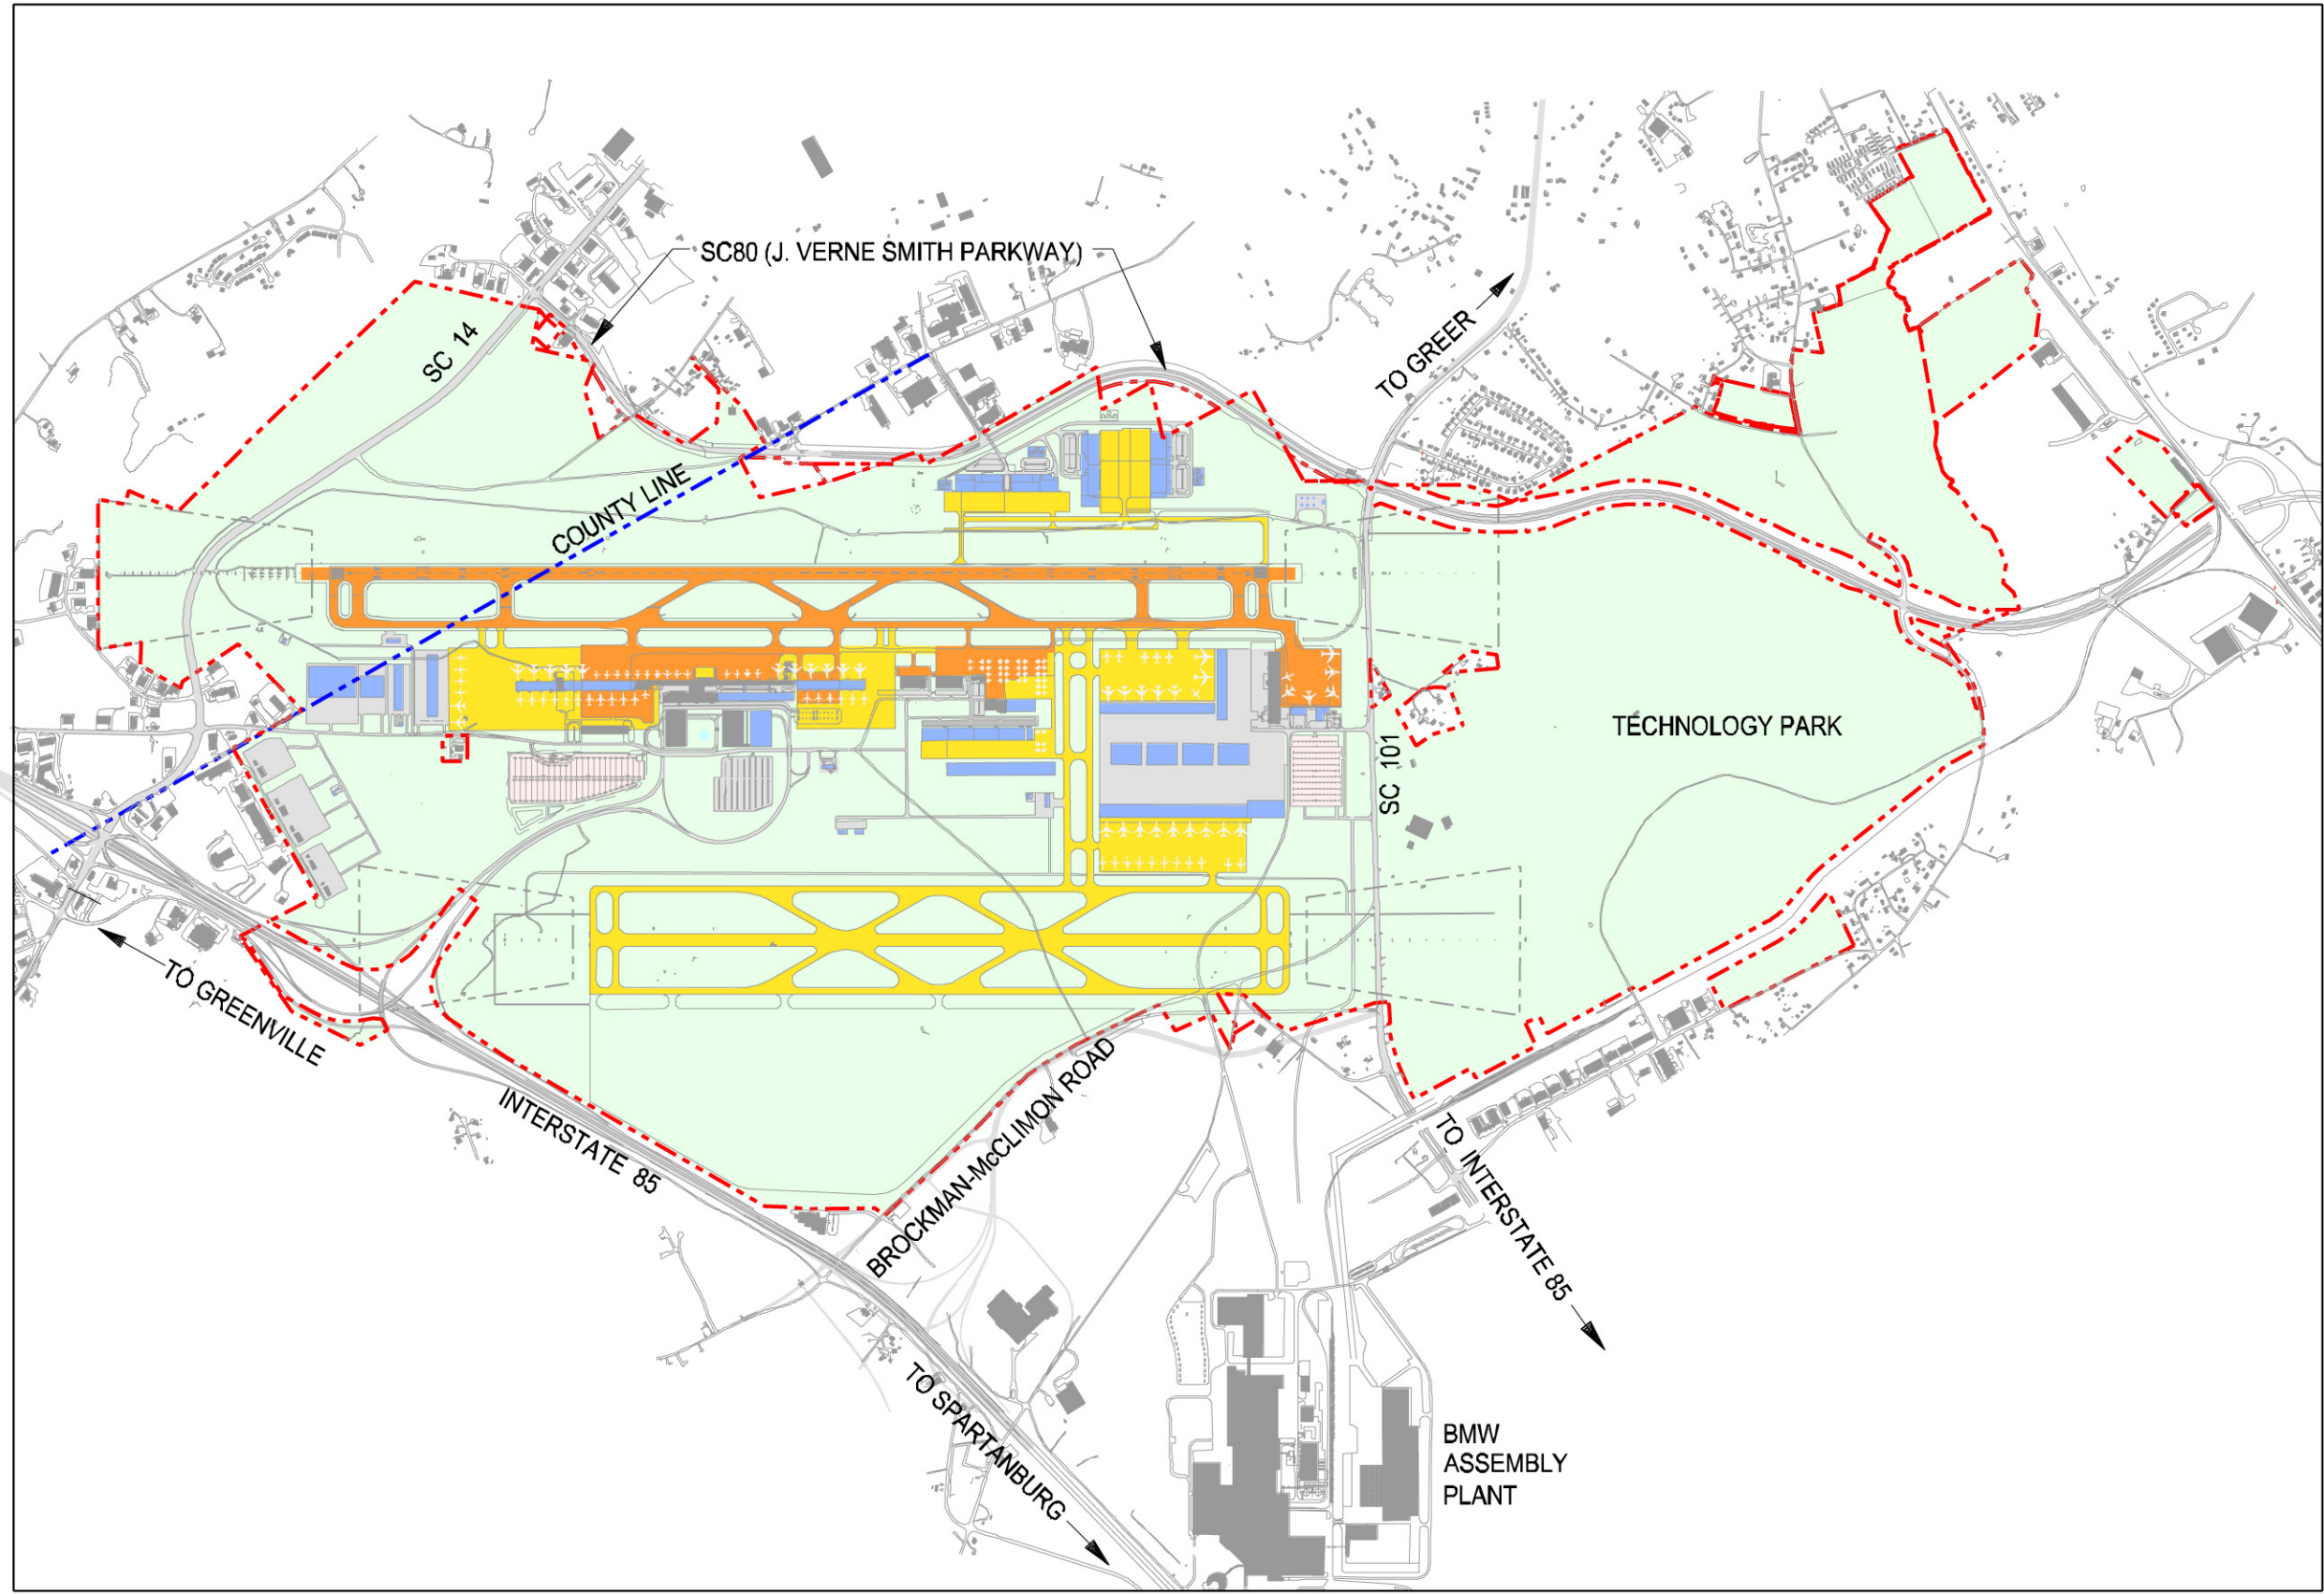 SC80 (J. VERNE SMITH PARKWAY)
SC 14
TO GREER
COUNTY LINE
TECHNOLOGY PARK
SC 101
TO GREENVILLE
INTERSTATE 85
BROCKMAN-McCLIMON ROAD
TO INTERSTATE 85
TO SPARTANBURG
BMW
ASSEMBLY
PLANT